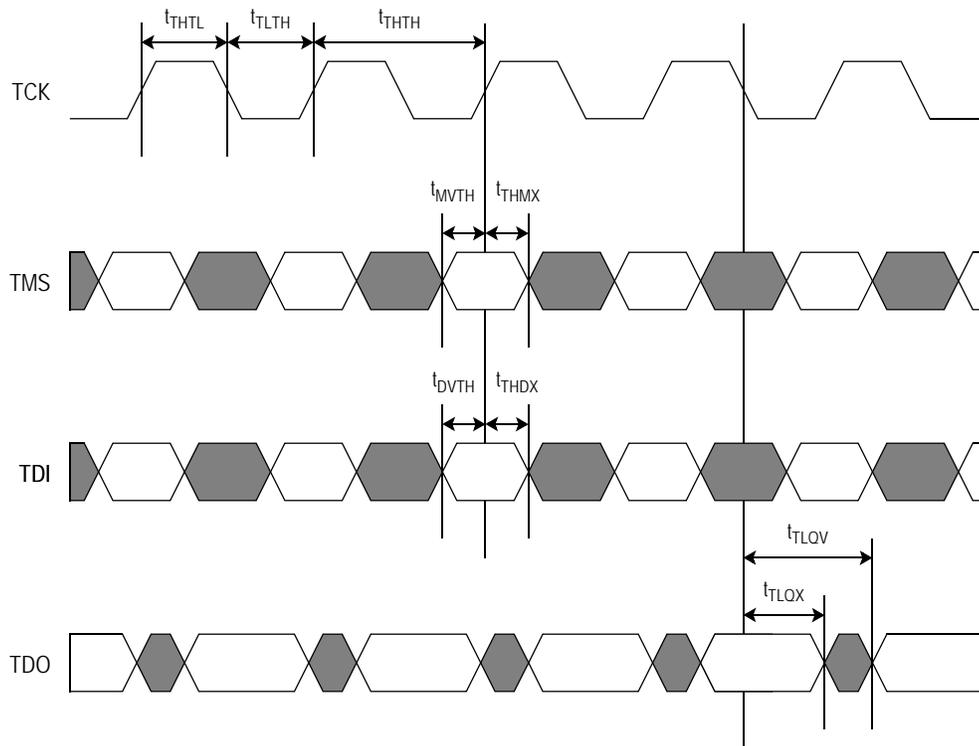 tTHTL tTLTH tTHTH
TCK
tMVTH tTHMX
TMS
tDVTH tTHDX
TDI
tTLQV
tTLQX
TDO